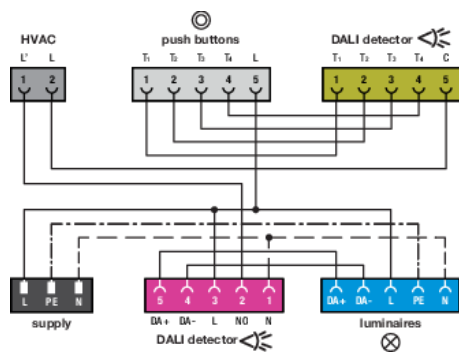 HVAC
push buttons
DALI detector
L' L
T₁ T₂ T₃ T₄ L
T₁ T₂ T₃ T₄ C
1 2
1 2 3 4 5
1 2 3 4 5
L PE N
5 4 3 2 1
DA+ DA- L PE N
supply
DA+ DA- L NO N
luminaires
DALI detector